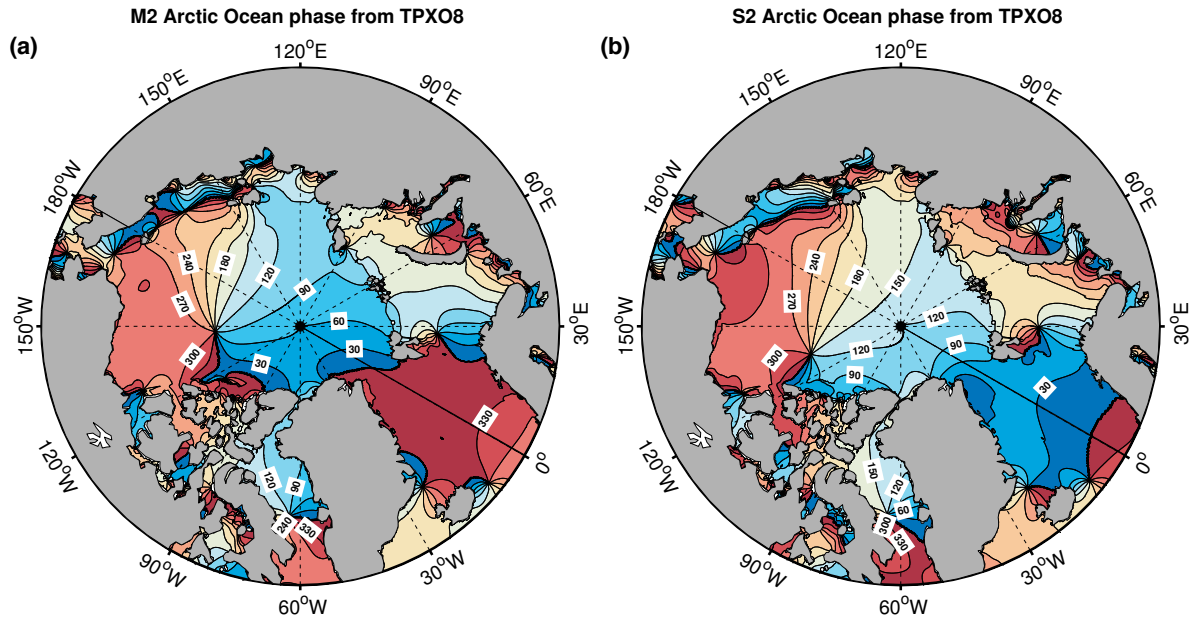 M2 Arctic Ocean phase from TPXO8
(a)
120°E
150°E
90°E
180°W
60°E
150°W
30°E
120°W
0°
90°W
30°W
60°W
240
180
120
90
270
60
300
30
30
330
120
90
240
330
S2 Arctic Ocean phase from TPXO8
(b)
120°E
150°E
90°E
180°W
60°E
150°W
30°E
120°W
0°
90°W
30°W
60°W
240
180
150
270
120
120
90
300
90
30
150
120
60
300
330